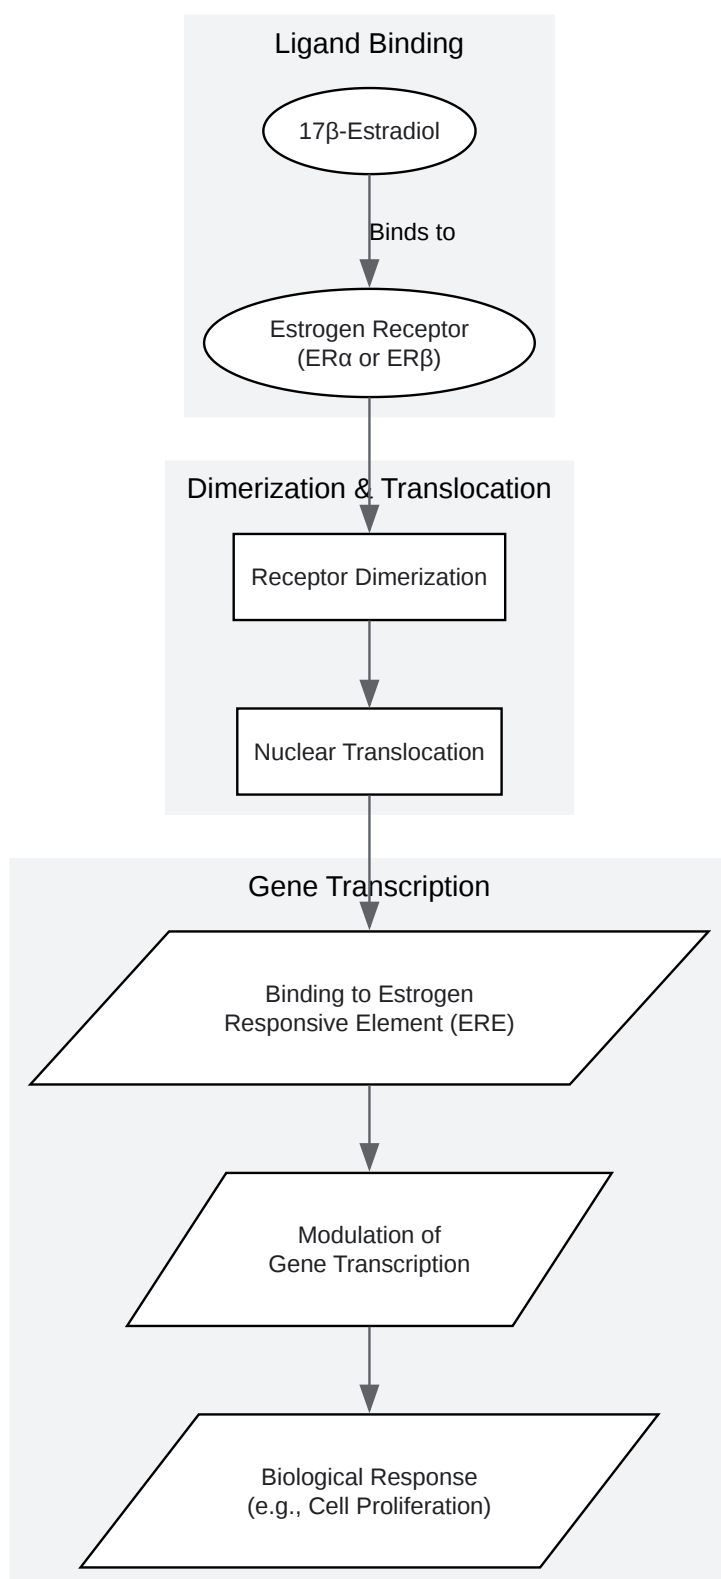 Ligand Binding
17β-Estradiol
Binds to
Estrogen Receptor
(ERα or ERβ)
Dimerization & Translocation
Receptor Dimerization
Nuclear Translocation
Gene Transcription
Binding to Estrogen
Responsive Element (ERE)
Modulation of
Gene Transcription
Biological Response
(e.g., Cell Proliferation)